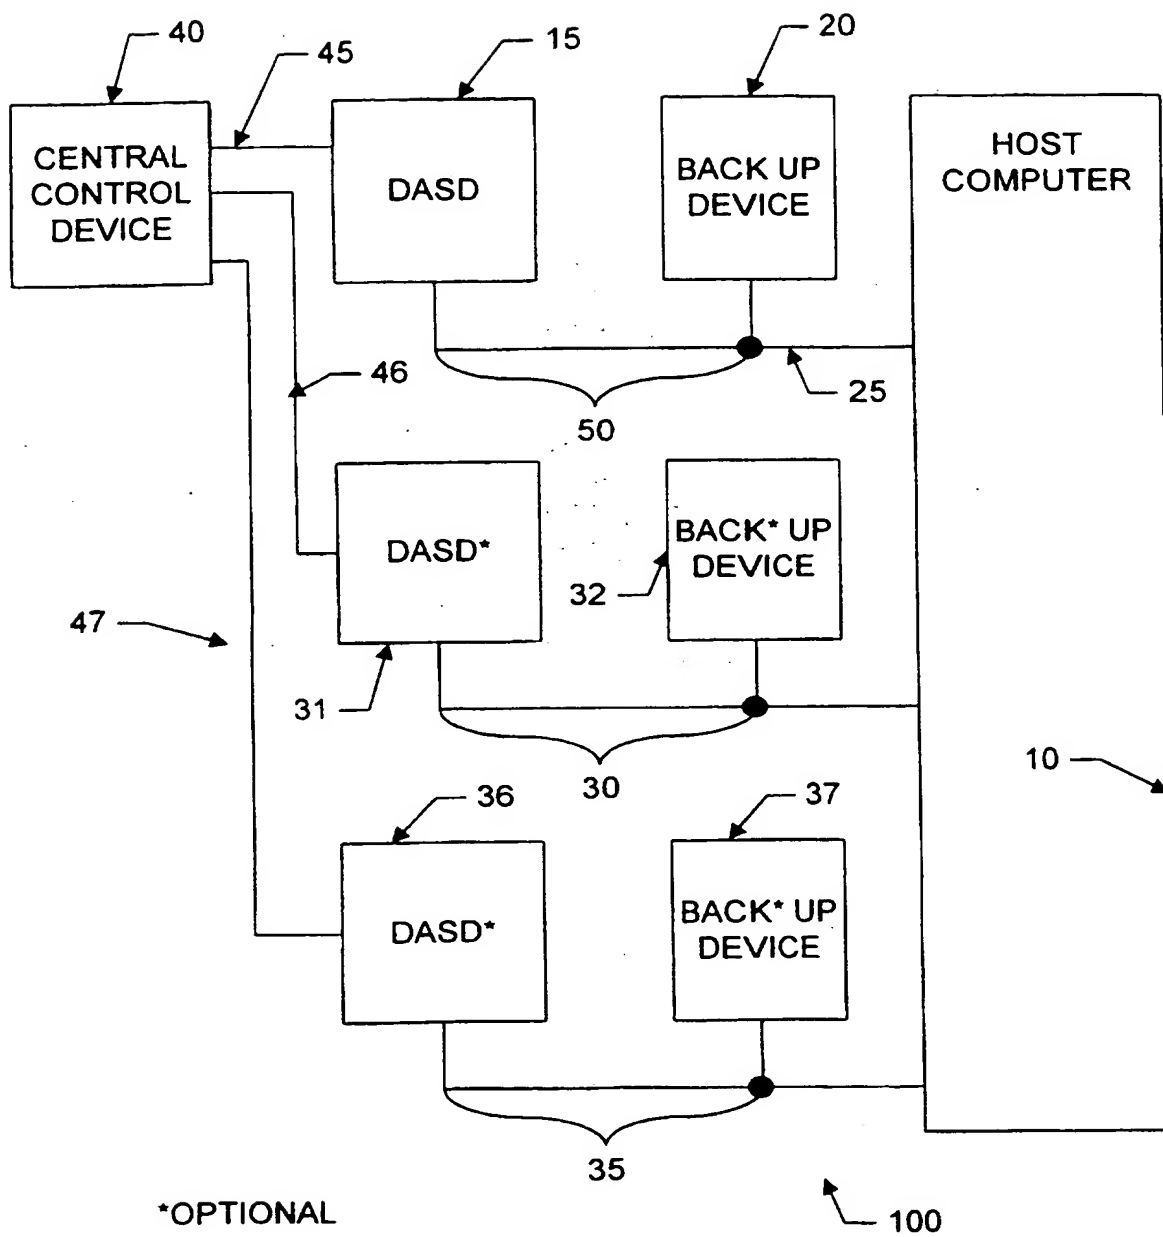 40
45
15
20
CENTRAL
CONTROL
DEVICE
DASD
BACK UP
DEVICE
HOST
COMPUTER
46
25
50
DASD*
BACK* UP
DEVICE
32
47
31
30
10
36
37
DASD*
BACK* UP
DEVICE
35
*OPTIONAL
100